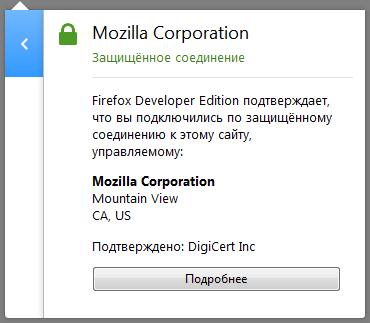 Mozilla Corporation
Защищённое соединение
Firefox Developer Edition подтверждает,
что вы подключились по защищённому
соединению к этому сайту,
управляемому:
Mozilla Corporation
Mountain View
CA, US
Подтверждено: DigiCert Inc
Подробнее